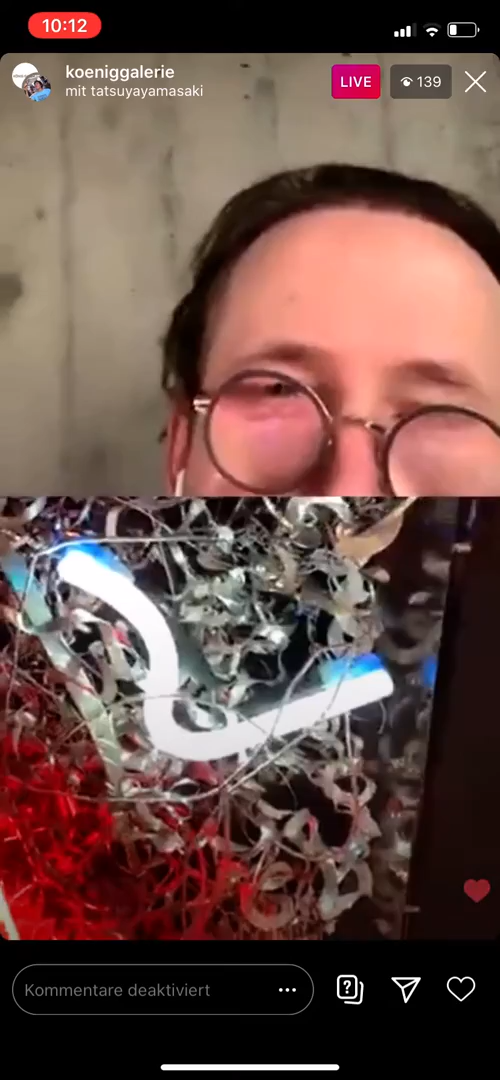 10:12
koeniggalerie
mit tatsuyayamasaki
LIVE
139
Kommentare deaktiviert